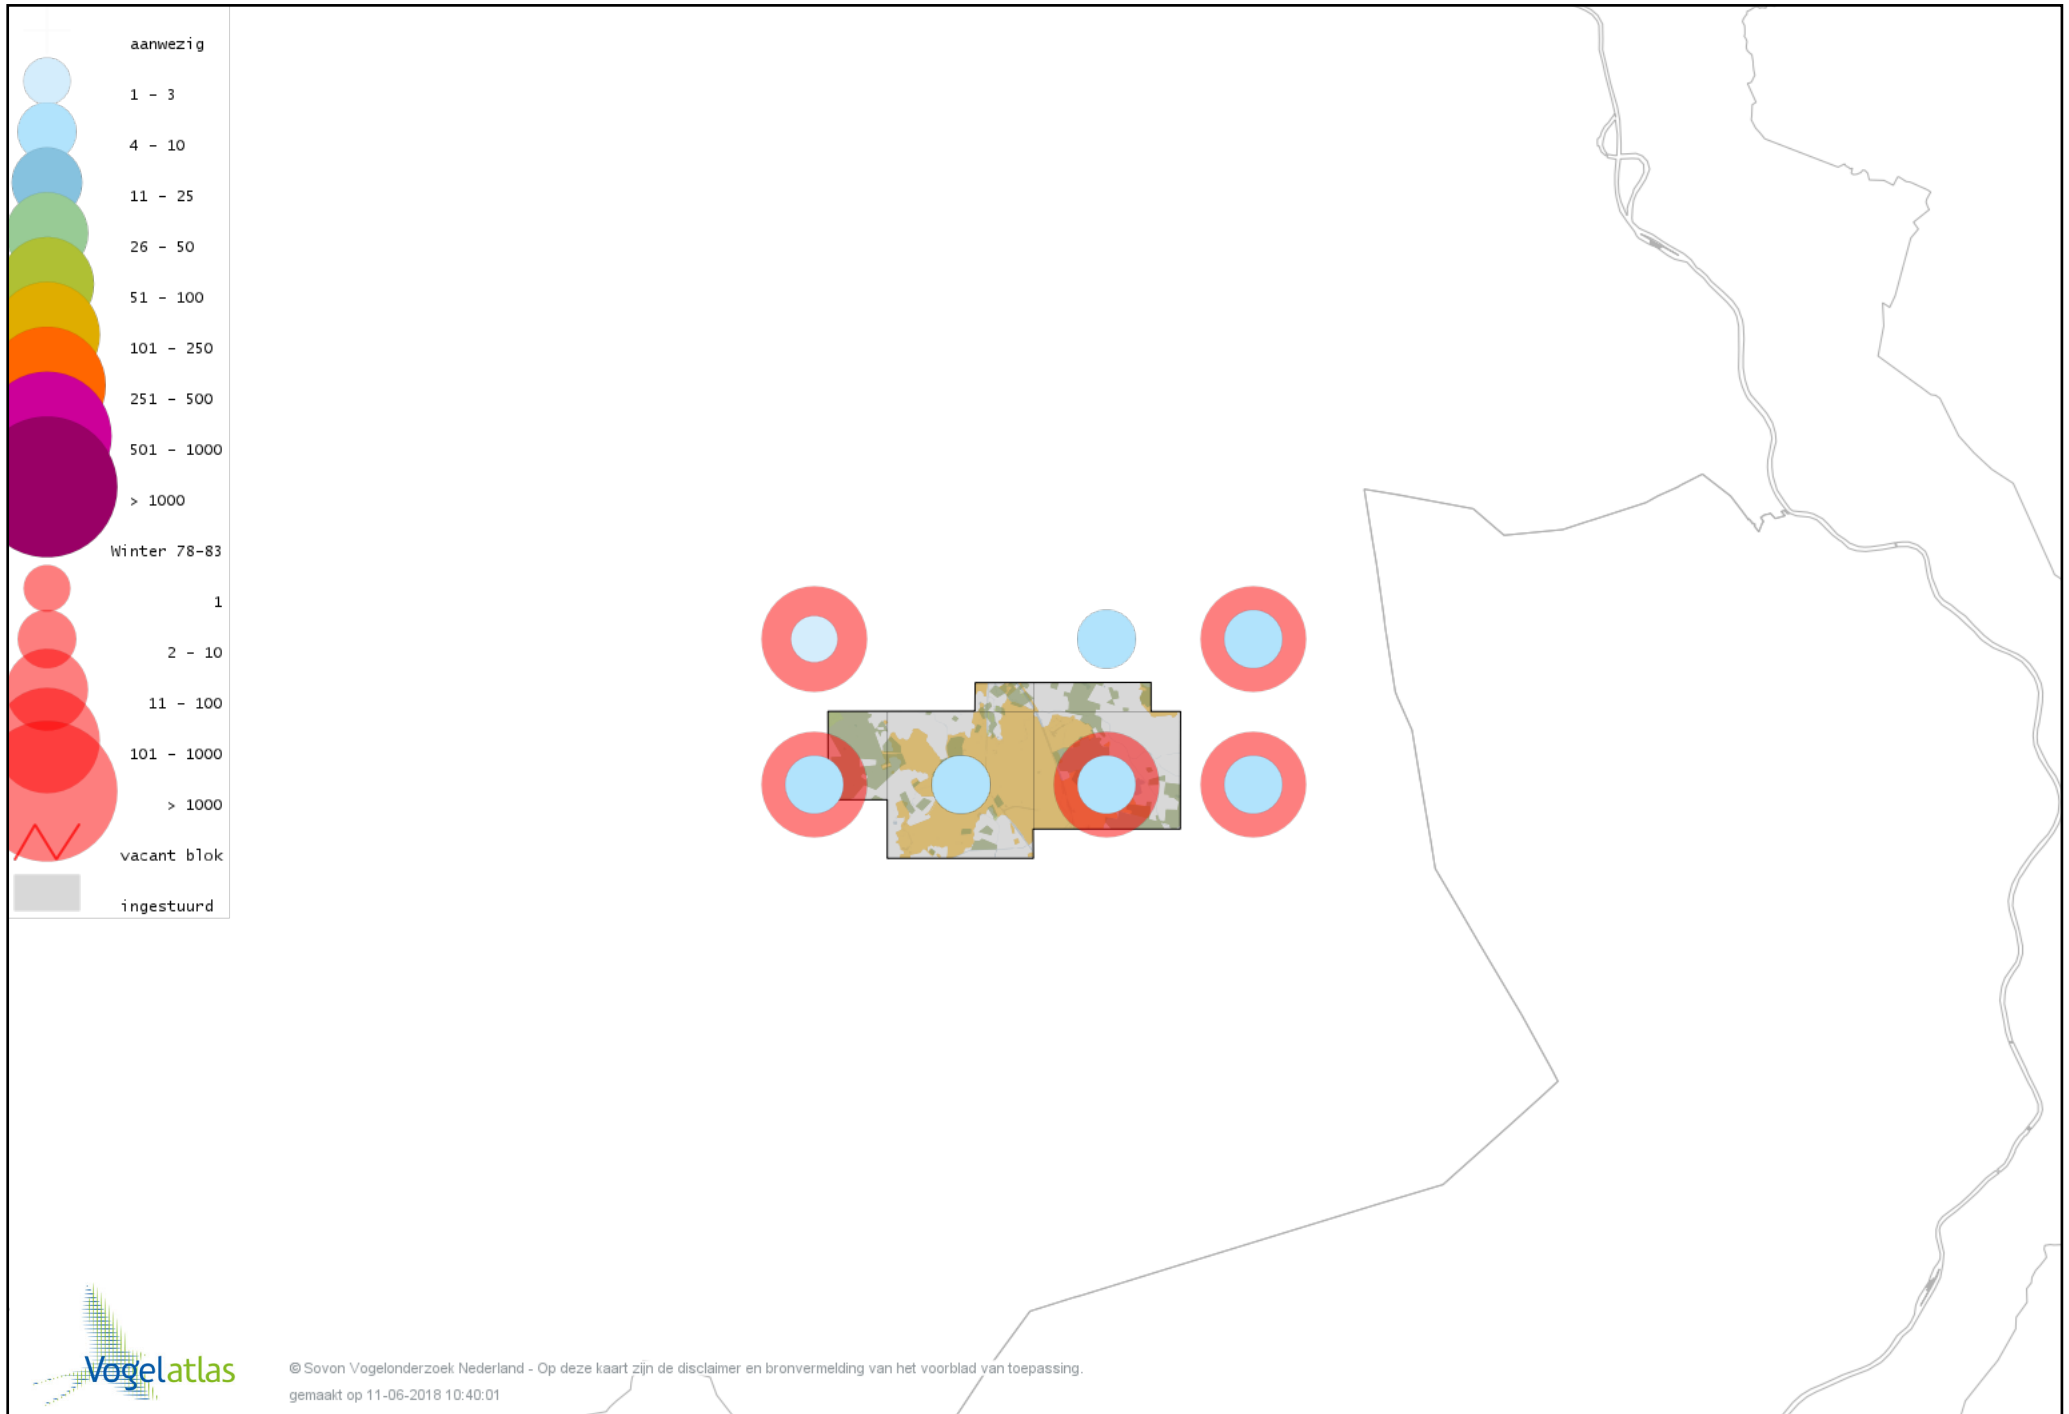 aanwezig
1 - 3
4 - 10
11 - 25
26 - 50
51 - 100
101 - 250
251 - 500
501 - 1000
> 1000
Winter 78-83
1
2 - 10
11 - 100
101 - 1000
> 1000
vacant blok
ingestuurd
Vogelatlas
© Sovon Vogelonderzoek Nederland - Op deze kaart zijn de disclaimer en bronvermelding van het voorblad van toepassing.
gemaakt op 11-06-2018 10:40:01